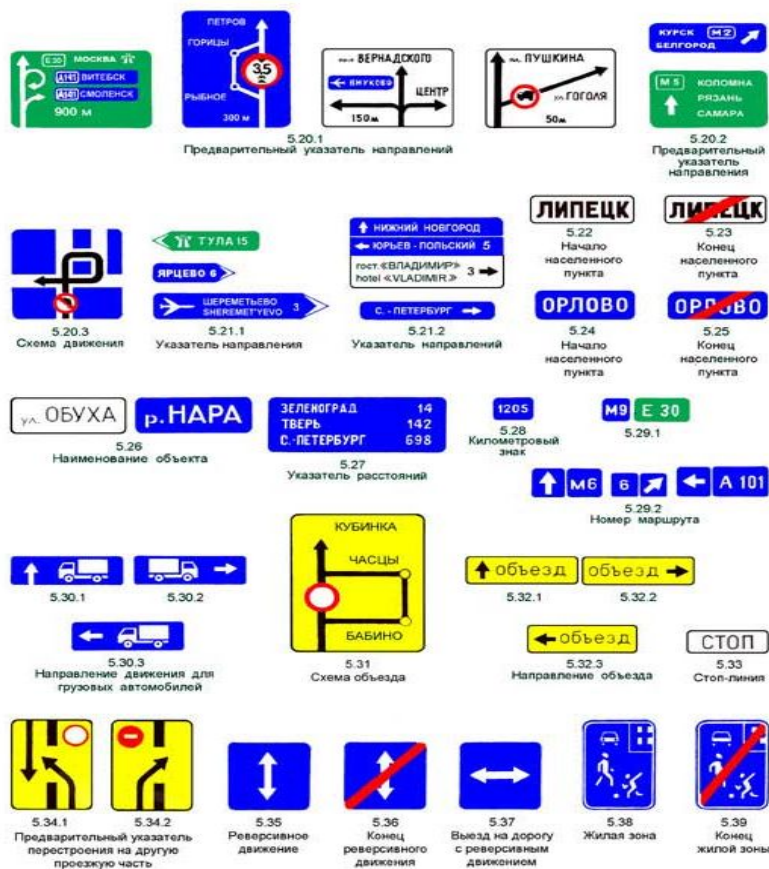 E 30 МОСКВА
А141 ВИТЕБСК
А141 СМОЛЕНСК
900 м
ПЕТРОВ
ГОРИЦЫ
3,5
РЫБНОЕ
300 м
ВЕРНАДСКОГО
ВНУКОВО
ЦЕНТР
150м
пл. ПУШКИНА
ул. ГОГОЛЯ
50м
КУРСК М2
БЕЛГОРОД
М5 КОЛОМНА
РЯЗАНЬ
САМАРА
5.20.1
Предварительный указатель направлений
5.20.2
Предварительный
указатель
направления
ТУЛА 15
ЯРЦЕВО 6
ШЕРЕМЕТЬЕВО
SHEREMET'YEVO 3
НИЖНИЙ НОВГОРОД
ЮРЬЕВ-ПОЛЬСКИЙ 5
гост. «ВЛАДИМИР»
hotel «VLADIMIR» 3
С.-ПЕТЕРБУРГ
ЛИПЕЦК
5.22
Начало
населенного
пункта
ЛИПЕЦК
5.23
Конец
населенного
пункта
5.20.3
Схема движения
5.21.1
Указатель направления
5.21.2
Указатель направлений
ОРЛОВО
5.24
Начало
населенного
пункта
ОРЛОВО
5.25
Конец
населенного
пункта
ул. ОБУХА
р. НАРА
5.26
Наименование объекта
ЗЕЛЕНОГРАД 14
ТВЕРЬ 142
С.-ПЕТЕРБУРГ 698
5.27
Указатель расстояний
1205
5.28
Километровый
знак
М9 Е 30
5.29.1
М6 6 А 101
5.29.2
Номер маршрута
5.30.1
5.30.2
5.30.3
Направление движения для
грузовых автомобилей
КУБИНКА
ЧАСЦЫ
БАБИНО
5.31
Схема объезда
объезд
5.32.1
объезд
5.32.2
объезд
5.32.3
Направление объезда
СТОП
5.33
Стоп-линия
5.34.1
5.34.2
Предварительный указатель
перестроения на другую
проезжую часть
5.35
Реверсивное
движение
5.36
Конец
реверсивного
движения
5.37
Выезд на дорогу
с реверсивным
движением
5.38
Жилая зона
5.39
Конец
жилой зоны